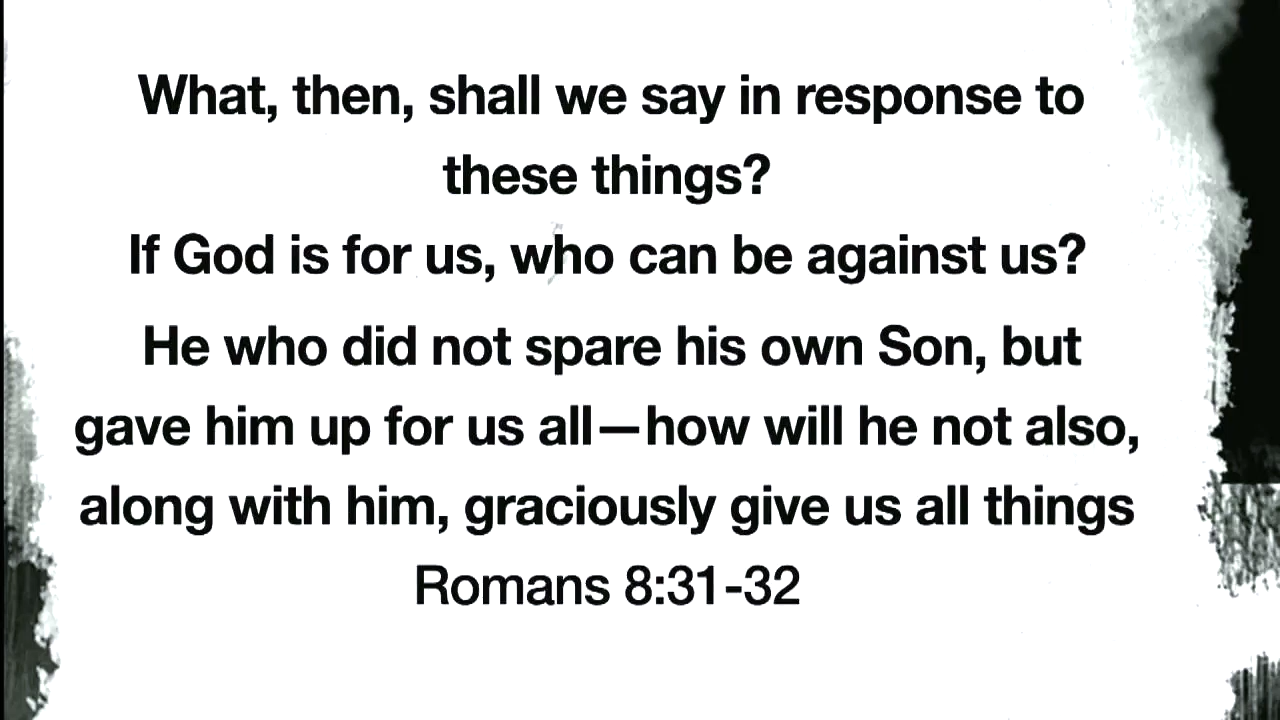 What, then, shall we say in response to
these things?
If God is for us, who can be against us?
He who did not spare his own Son, but
gave him up for us all—how will he not also,
along with him, graciously give us all things
Romans 8:31-32